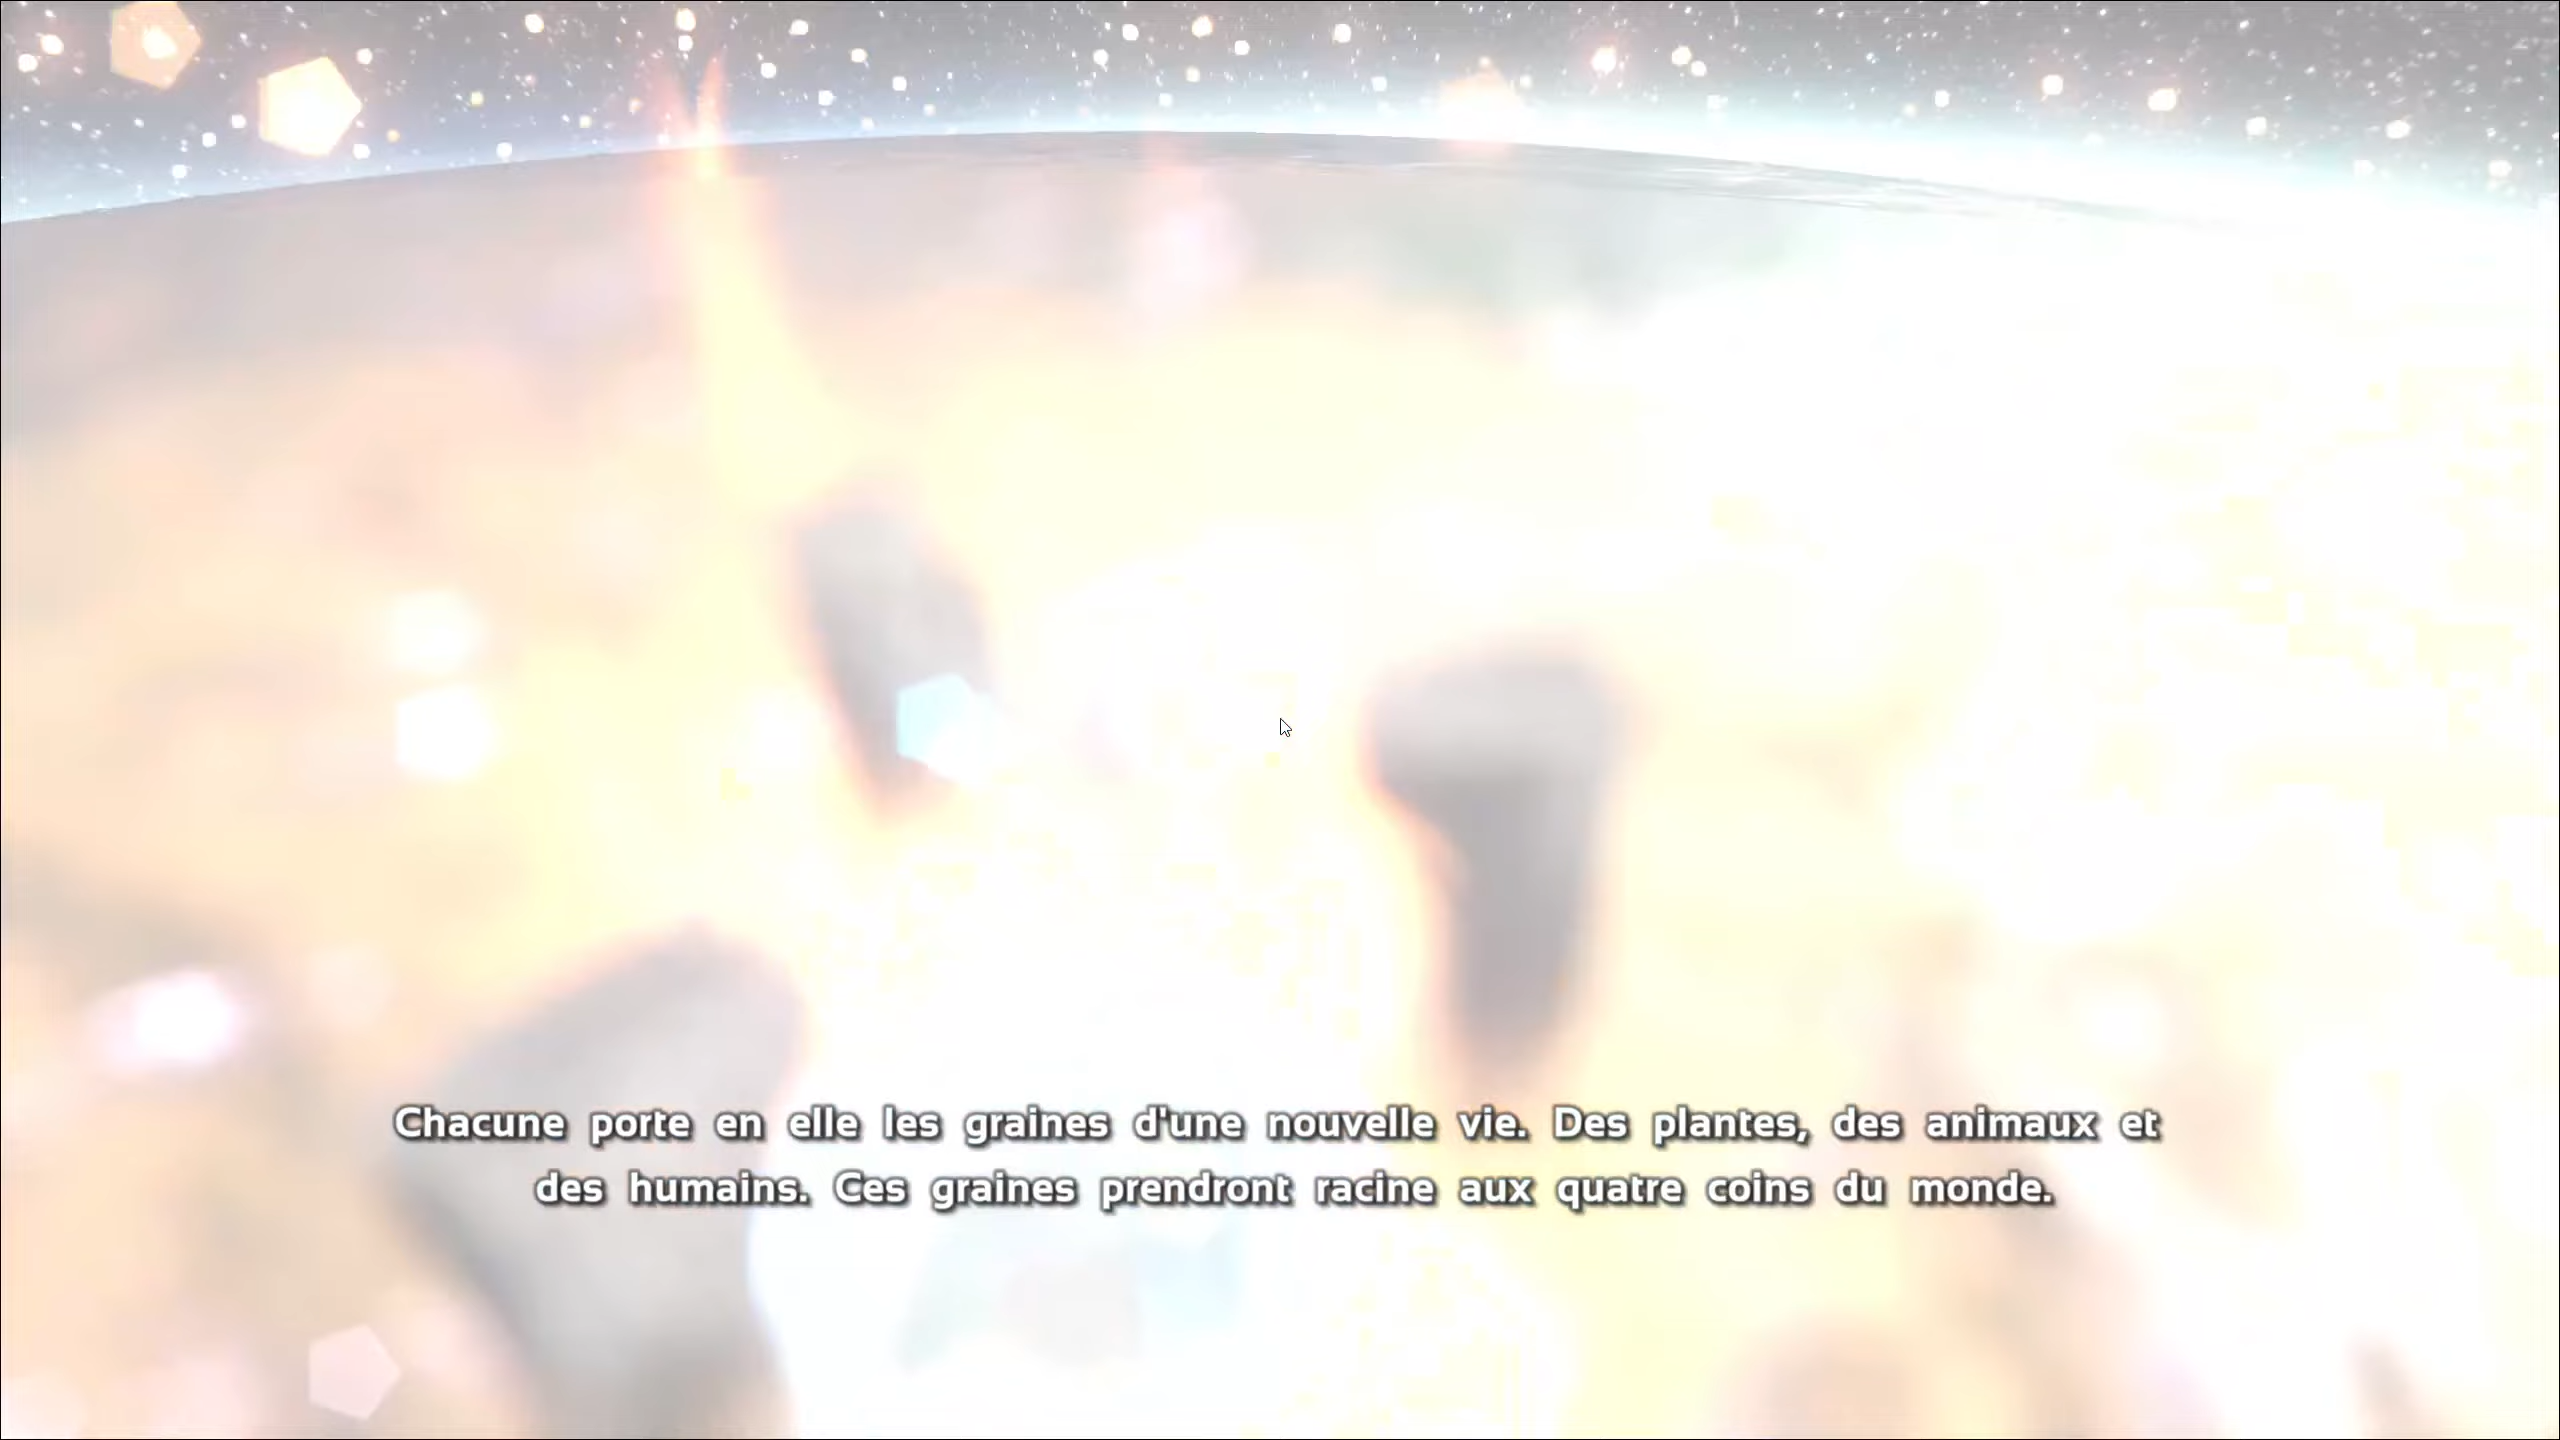 Chacune porte en elle les graines d'une nouvelle vie. Des plantes, des animaux et
des humains. Ces graines prendront racine aux quatre coins du monde.